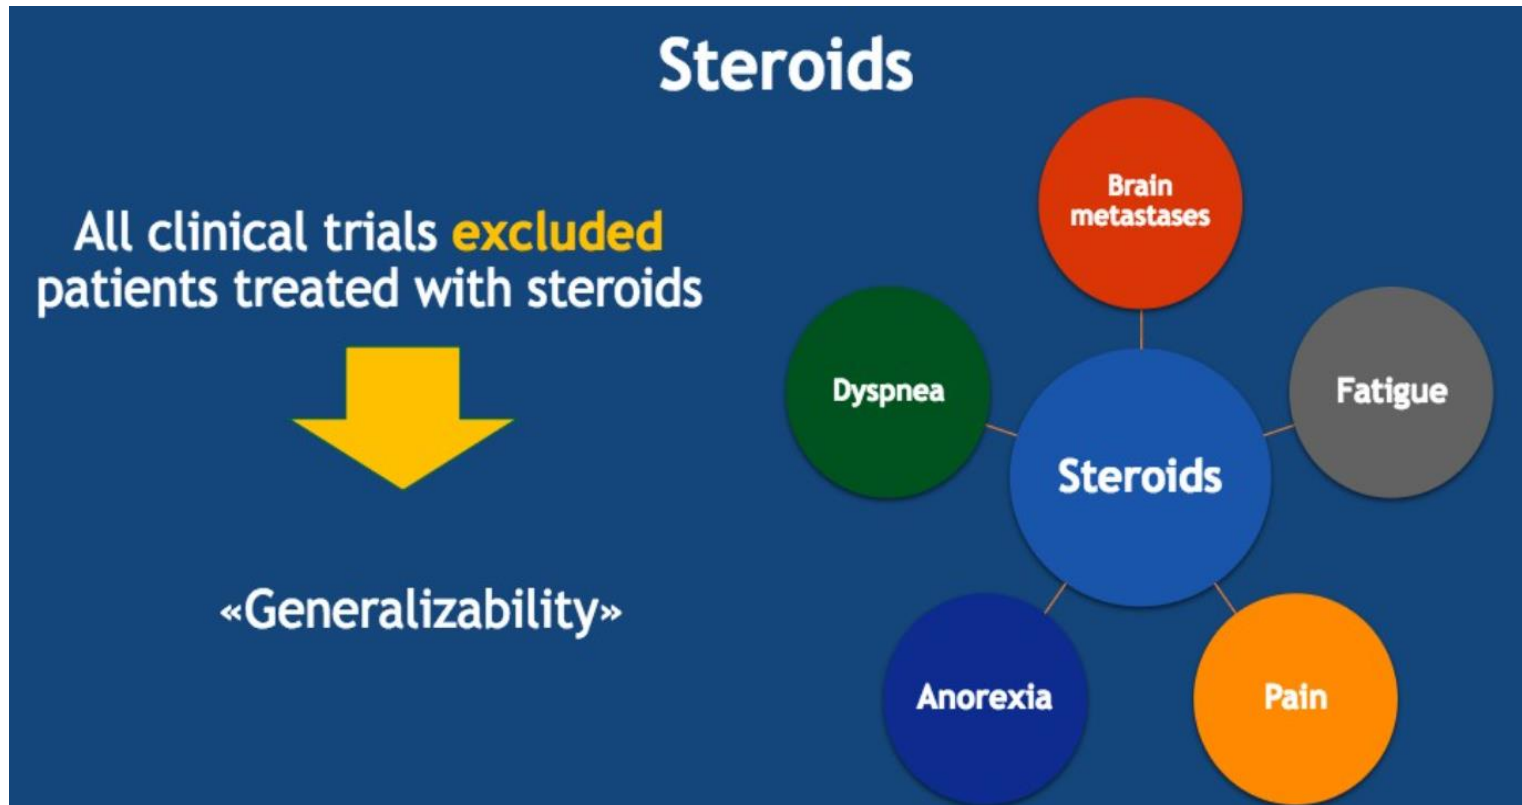 Steroids
All clinical trials excluded
patients treated with steroids
«Generalizability»
Brain
metastases
Dyspnea
Fatigue
Steroids
Anorexia
Pain